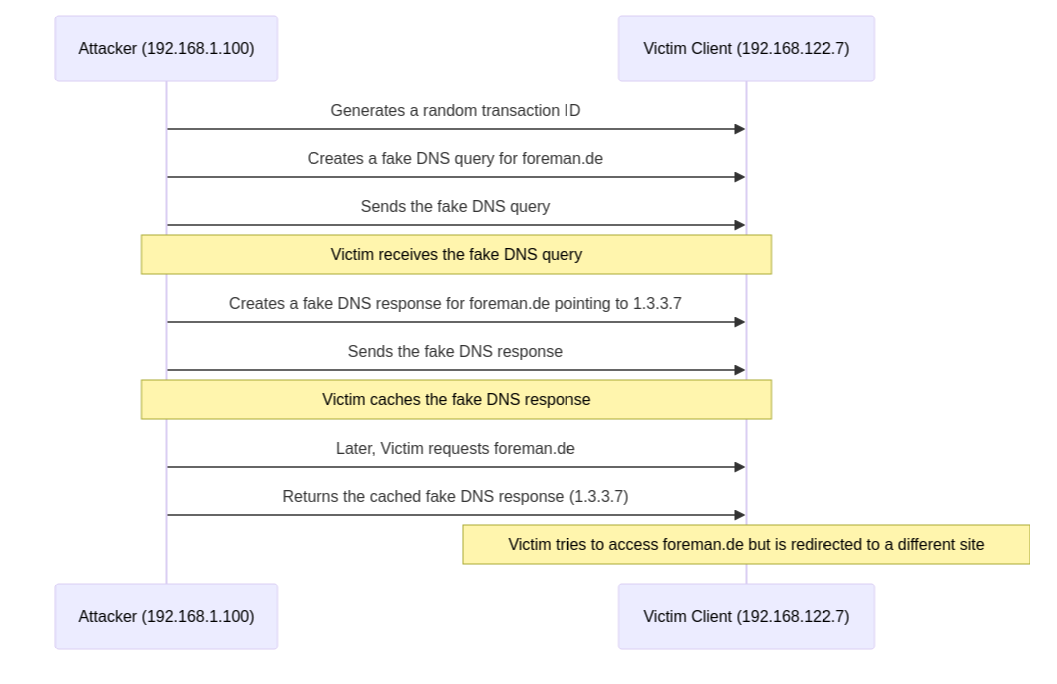 Attacker (192.168.1.100)
Victim Client (192.168.122.7)
Generates a random transaction ID
Creates a fake DNS query for foreman.de
Sends the fake DNS query
Victim receives the fake DNS query
Creates a fake DNS response for foreman.de pointing to 1.3.3.7
Sends the fake DNS response
Victim caches the fake DNS response
Later, Victim requests foreman.de
Returns the cached fake DNS response (1.3.3.7)
Victim tries to access foreman.de but is redirected to a different site
Attacker (192.168.1.100)
Victim Client (192.168.122.7)